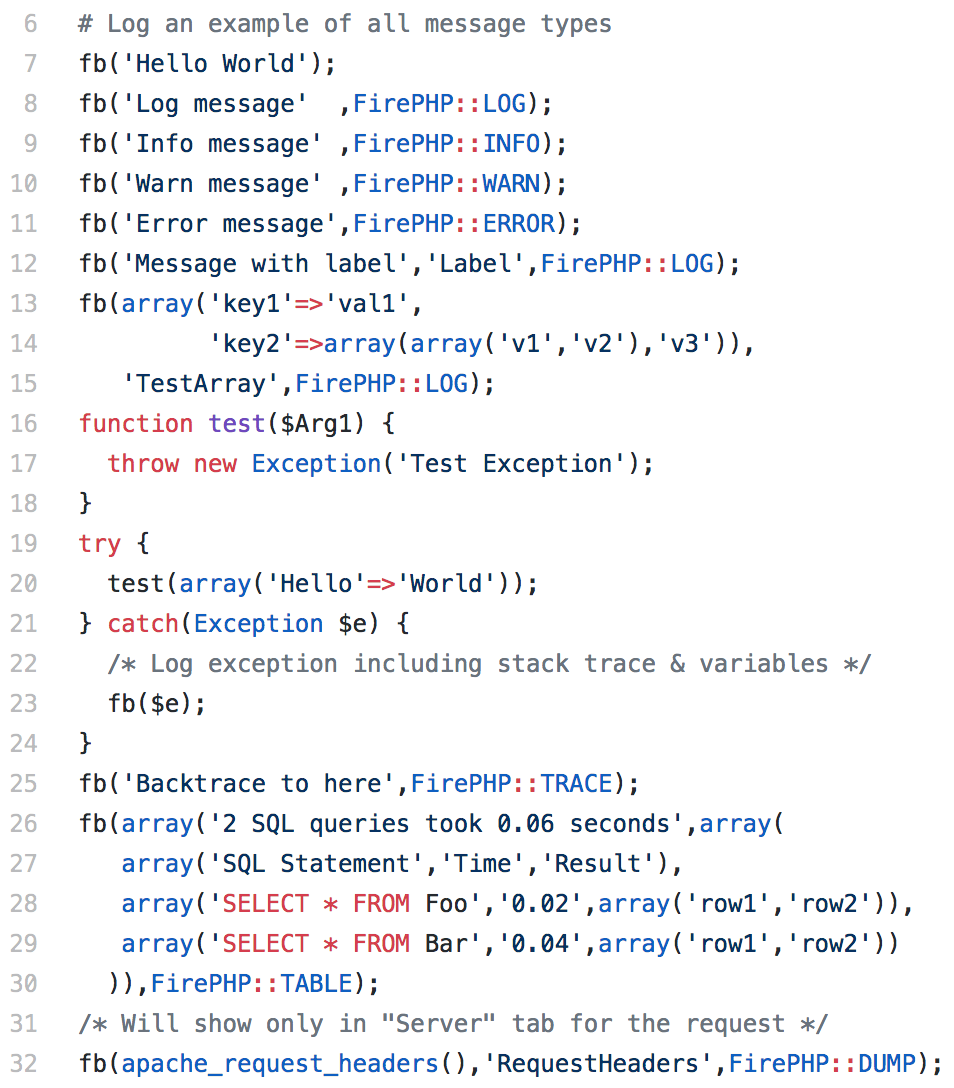 6 # Log an example of all message types
7 fb('Hello World');
8 fb('Log message'  ,FirePHP::LOG);
9 fb('Info message' ,FirePHP::INFO);
10 fb('Warn message' ,FirePHP::WARN);
11 fb('Error message',FirePHP::ERROR);
12 fb('Message with label','Label',FirePHP::LOG);
13 fb(array('key1'=>'val1',
14          'key2'=>array(array('v1','v2'),'v3')),
15    'TestArray',FirePHP::LOG);
16 function test($Arg1) {
17   throw new Exception('Test Exception');
18 }
19 try {
20   test(array('Hello'=>'World'));
21 } catch(Exception $e) {
22   /* Log exception including stack trace & variables */
23   fb($e);
24 }
25 fb('Backtrace to here',FirePHP::TRACE);
26 fb(array('2 SQL queries took 0.06 seconds',array(
27    array('SQL Statement','Time','Result'),
28    array('SELECT * FROM Foo','0.02',array('row1','row2')),
29    array('SELECT * FROM Bar','0.04',array('row1','row2'))
30   )),FirePHP::TABLE);
31 /* Will show only in "Server" tab for the request */
32 fb(apache_request_headers(),'RequestHeaders',FirePHP::DUMP);